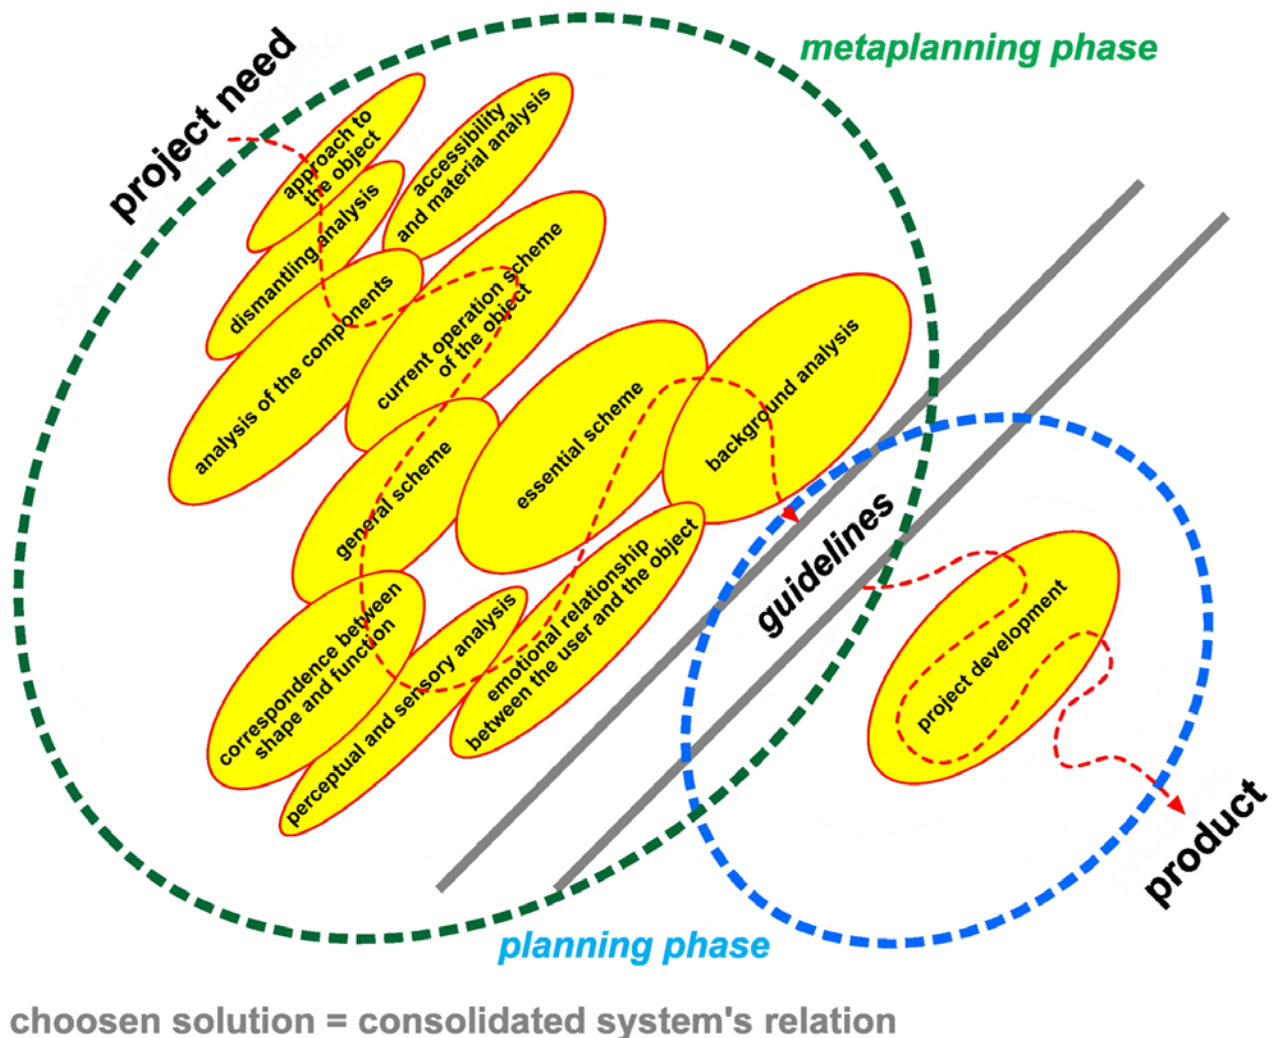 project need
metaplanning phase
approach to
the object
accessibility
and material analysis
dismantling analysis
analysis of the components
current operation scheme
of the object
general scheme
essential scheme
background analysis
correspondence between
shape and function
perceptual and sensory analysis
emotional relationship
between the user and the object
guidelines
project development
product
planning phase
choosen solution = consolidated system's relation